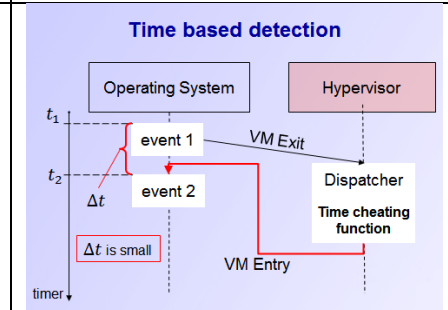 Time based detection
Operating System
Hypervisor
t₁
event 1
VM Exit
t₂
event 2
Δt
Dispatcher
Time cheating
function
Δt is small
VM Entry
timer